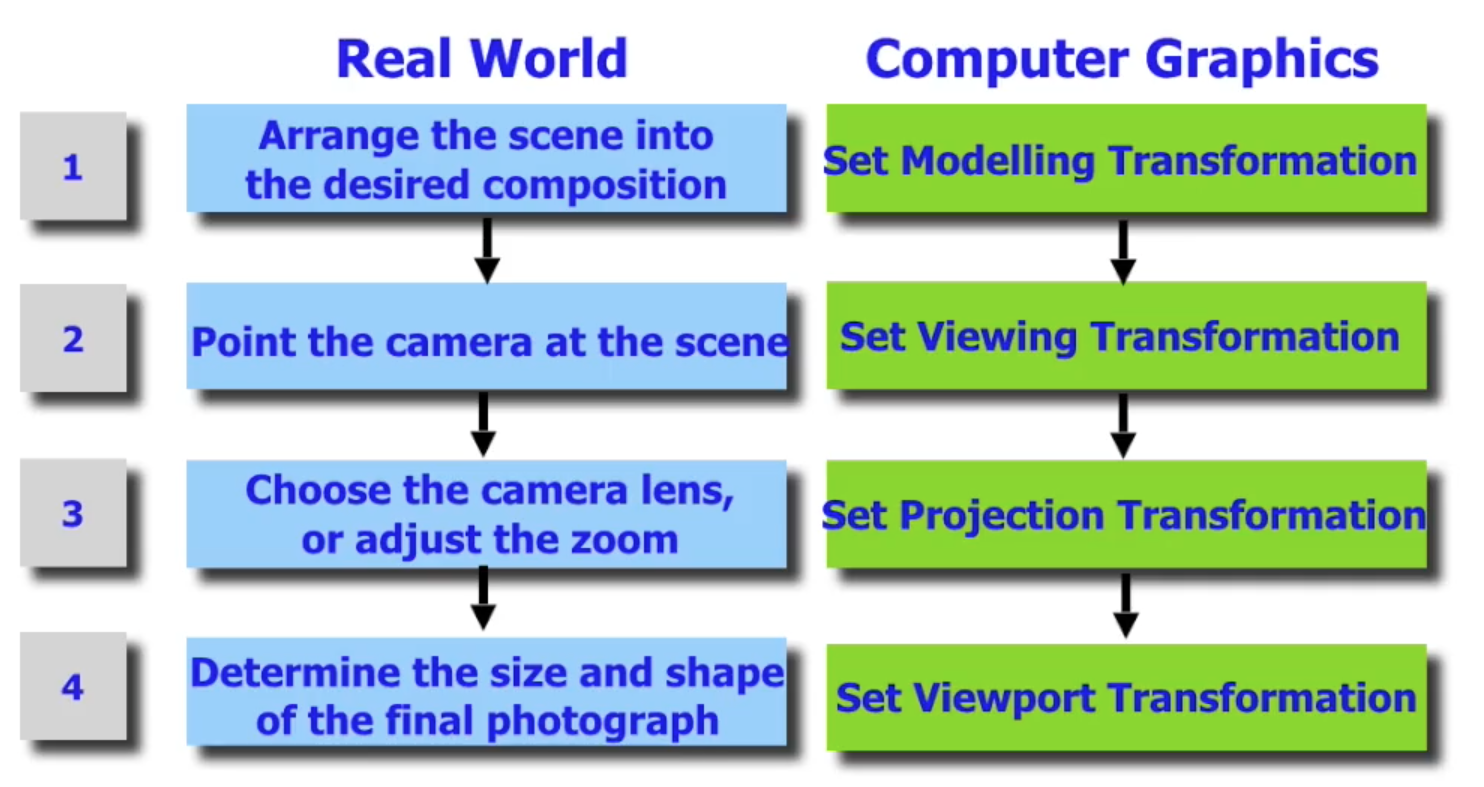 Real World
Computer Graphics
1
Arrange the scene into
the desired composition
Set Modelling Transformation
2
Point the camera at the scene
Set Viewing Transformation
3
Choose the camera lens,
or adjust the zoom
Set Projection Transformation
4
Determine the size and shape
of the final photograph
Set Viewport Transformation